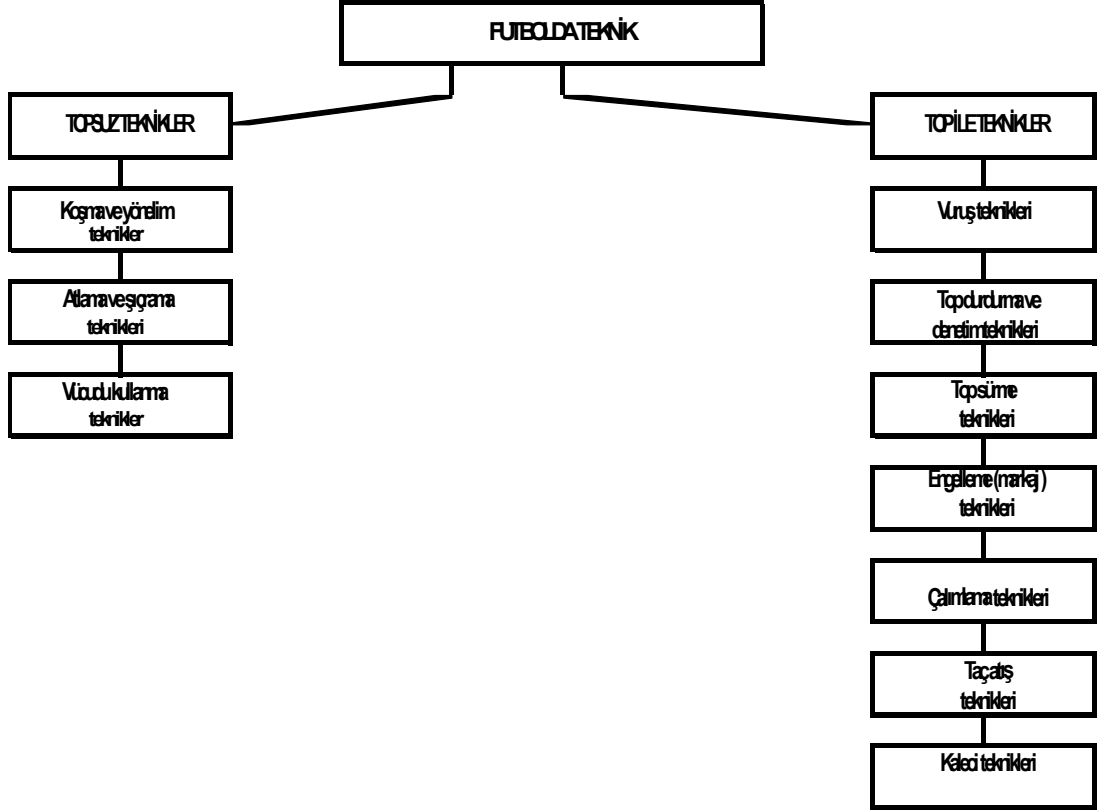 FUTBOLDA TEKNİK
TOPSUZ TEKNİKLER
Koşma ve yönelim
teknikler
Atlama ve sıçrama
teknikleri
Vücudu kullanma
teknikler
TOP İLE TEKNİKLER
Vuruş teknikleri
Top durdurma ve
denetim teknikleri
Top sürme
teknikleri
Engelleme ( markaj )
teknikleri
Çalımlama teknikleri
Taç atış
teknikleri
Kaleci teknikleri